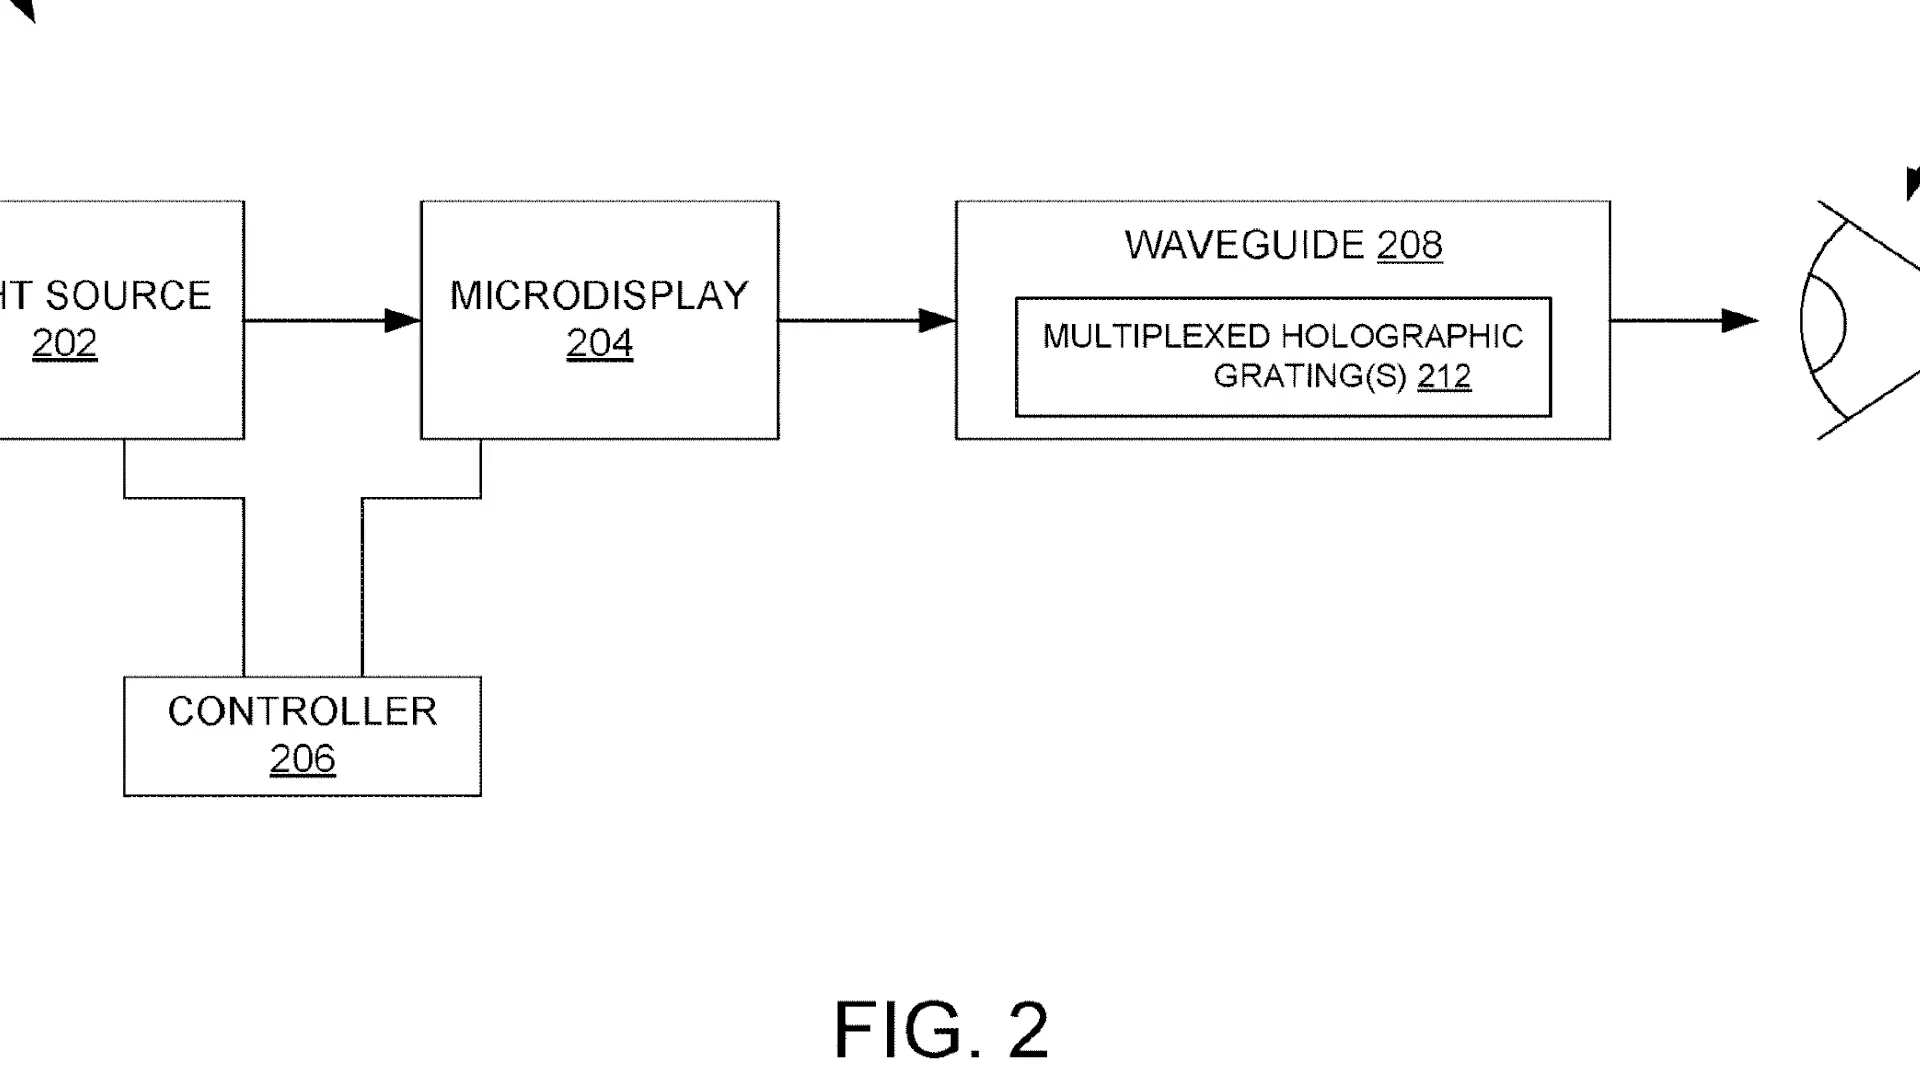 HT SOURCE
202
MICRODISPLAY
204
WAVEGUIDE 208
MULTIPLEXED HOLOGRAPHIC
GRATING(S) 212
CONTROLLER
206
FIG. 2